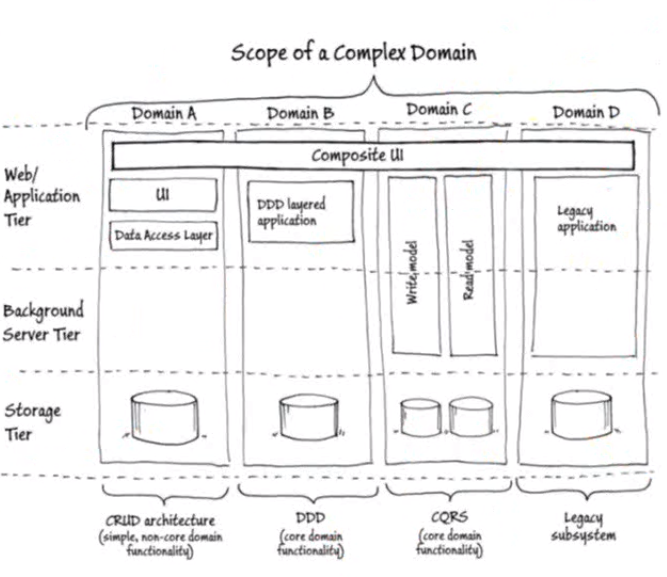 Scope of a Complex Domain
Domain A
Domain B
Domain C
Domain D
Web/
Application
Tier
Composite UI
UI
Data Access Layer
DDD layered
application
Write model
Read model
Legacy
application
Background
Server Tier
Storage
Tier
CRUD architecture
(simple, non-core domain
functionality)
DDD
(core domain
functionality)
CQRS
(core domain
functionality)
Legacy
subsystem